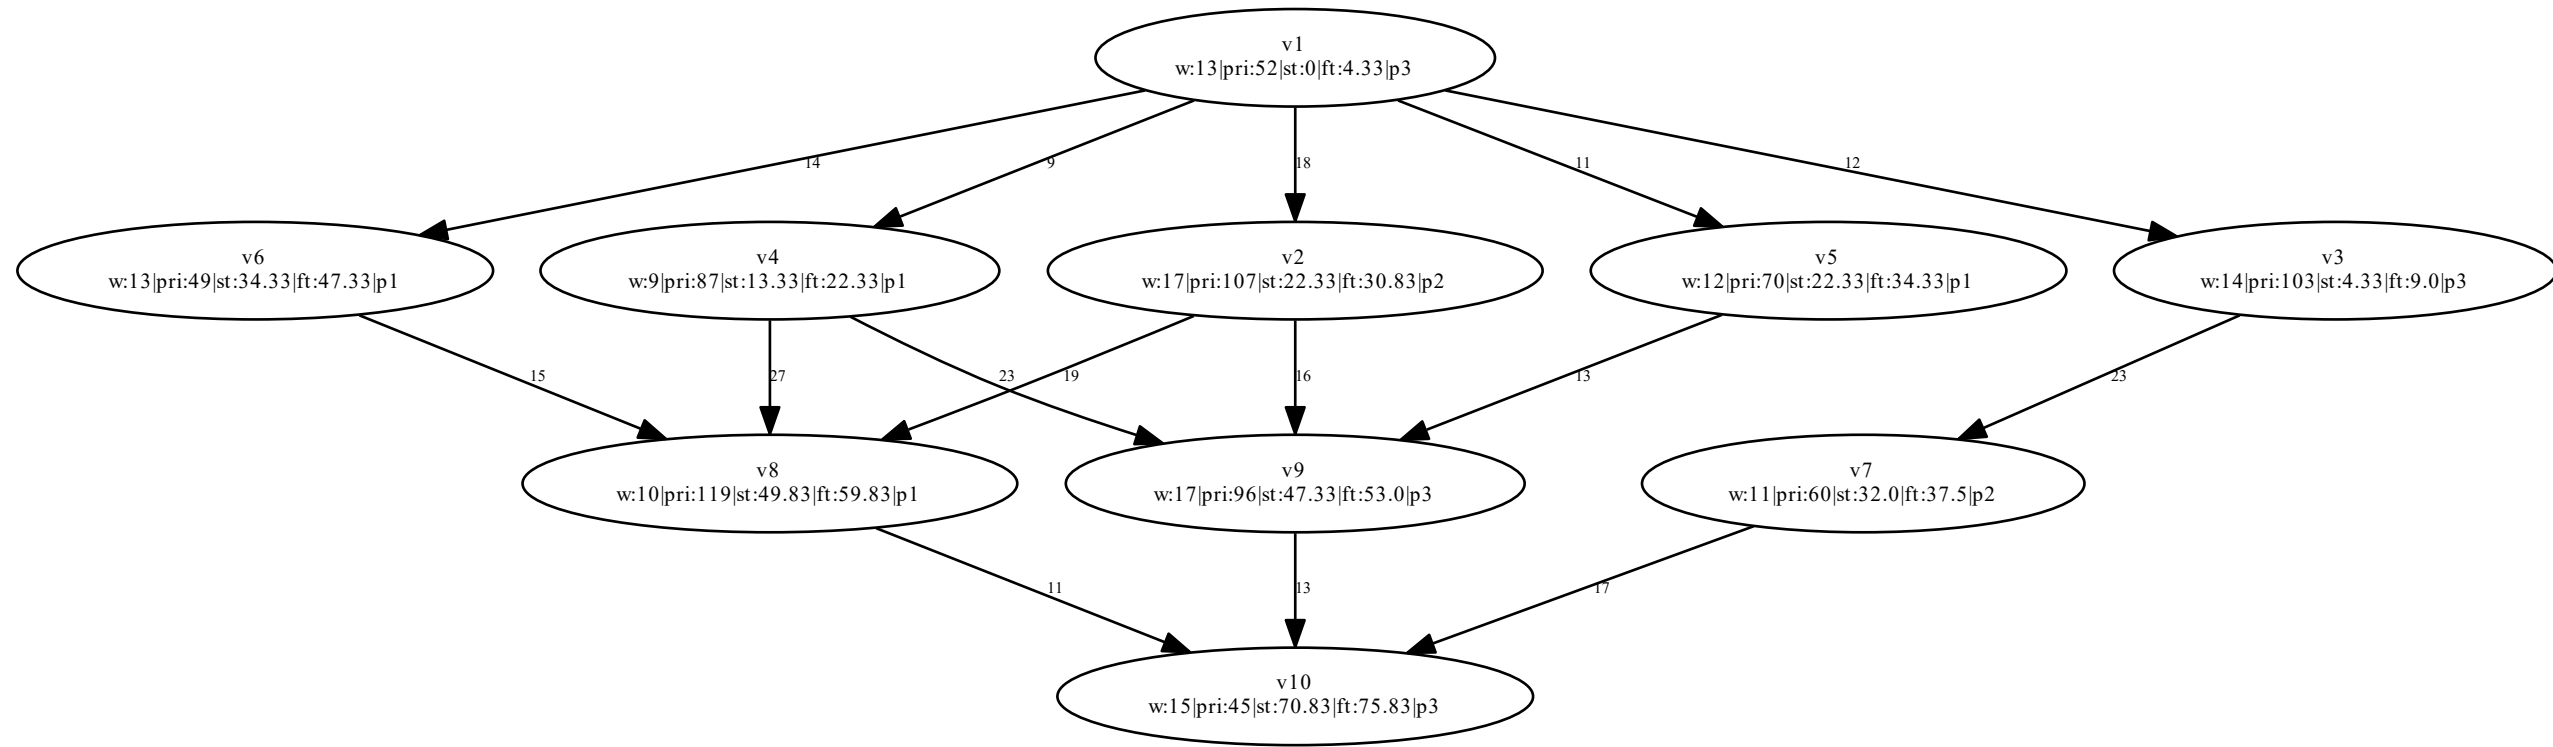 v1
w:13|pri:52|st:0|ft:4.33|p3
14
9
18
11
12
v6
w:13|pri:49|st:34.33|ft:47.33|p1
v4
w:9|pri:87|st:13.33|ft:22.33|p1
v2
w:17|pri:107|st:22.33|ft:30.83|p2
v5
w:12|pri:70|st:22.33|ft:34.33|p1
v3
w:14|pri:103|st:4.33|ft:9.0|p3
15
27
23
19
16
13
23
v8
w:10|pri:119|st:49.83|ft:59.83|p1
v9
w:17|pri:96|st:47.33|ft:53.0|p3
v7
w:11|pri:60|st:32.0|ft:37.5|p2
11
13
17
v10
w:15|pri:45|st:70.83|ft:75.83|p3